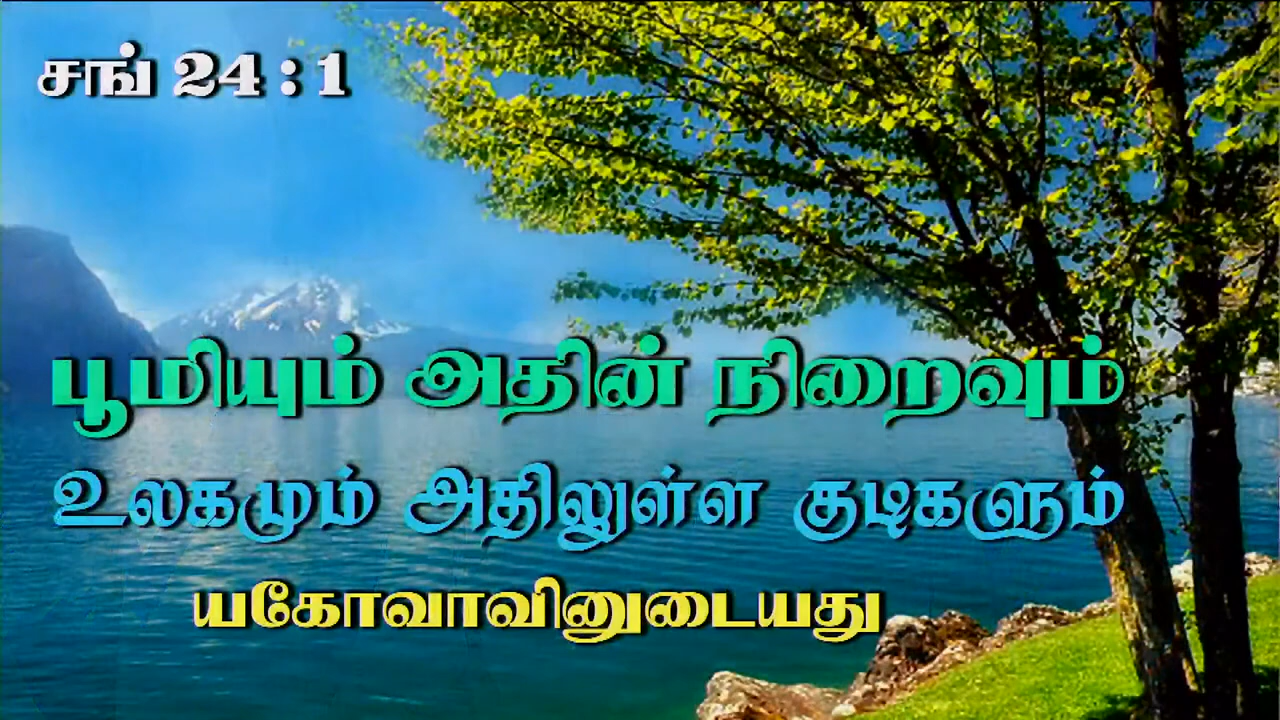 சங் 24 : 1
பூமியும் அதின் நிறைவும்
உலகமும் அதிலுள்ள குடிகளும்
யகோவாவினுடையது